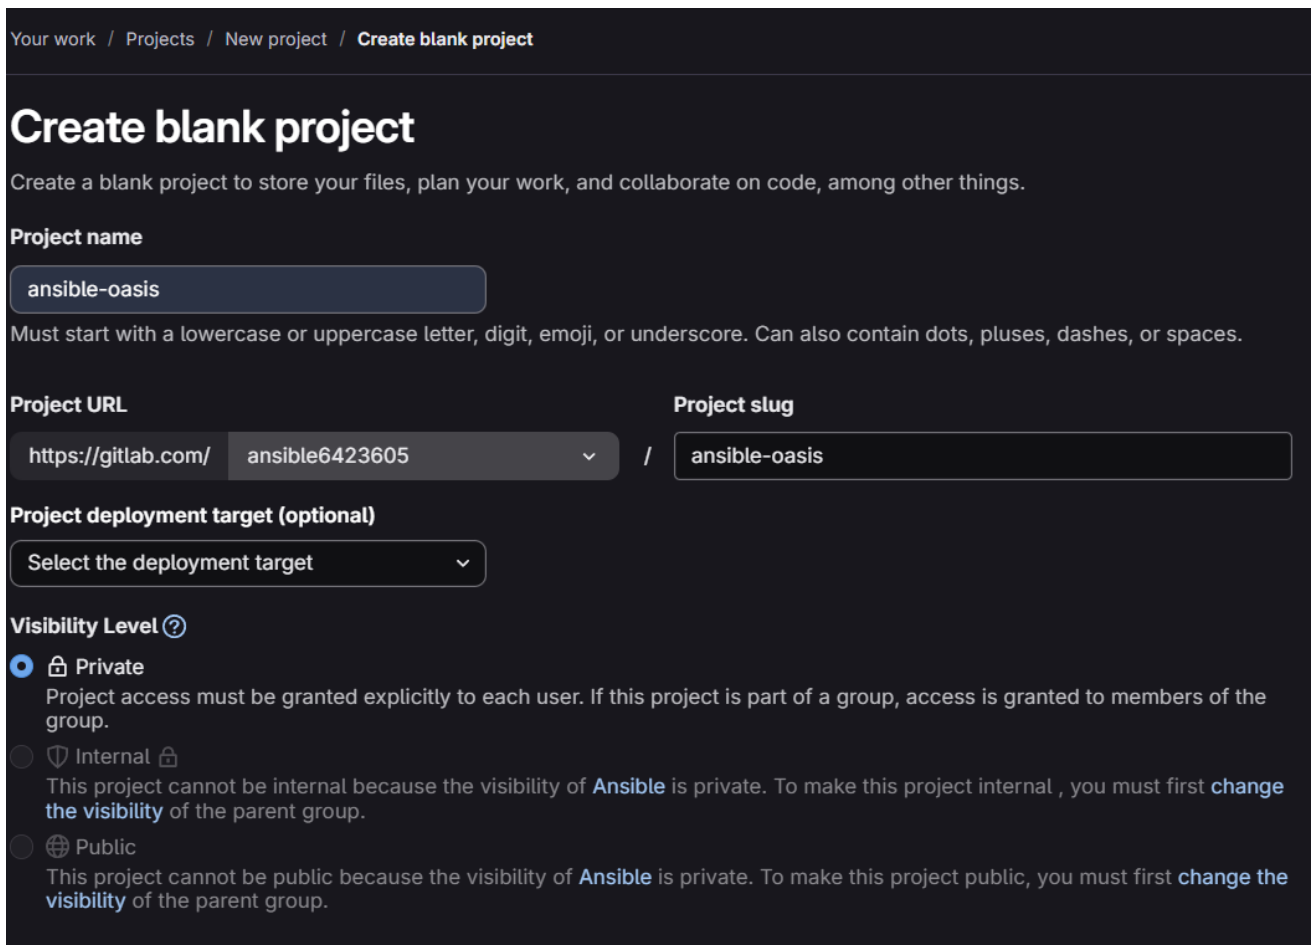 Your work / Projects / New project / Create blank project
Create blank project
Create a blank project to store your files, plan your work, and collaborate on code, among other things.
Project name
ansible-oasis
Must start with a lowercase or uppercase letter, digit, emoji, or underscore. Can also contain dots, pluses, dashes, or spaces.
Project URL
Project slug
https://gitlab.com/ ansible6423605 / ansible-oasis
Project deployment target (optional)
Select the deployment target
Visibility Level ?
Private
Project access must be granted explicitly to each user. If this project is part of a group, access is granted to members of the
group.
Internal
This project cannot be internal because the visibility of Ansible is private. To make this project internal , you must first change
the visibility of the parent group.
Public
This project cannot be public because the visibility of Ansible is private. To make this project public, you must first change the
visibility of the parent group.